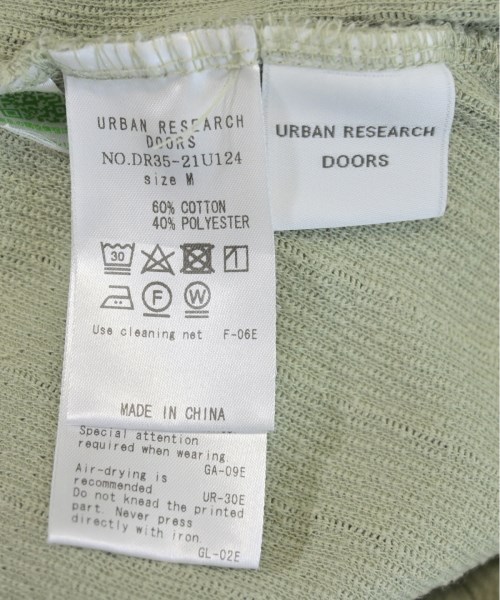 URBAN RESEARCH
DOORS
NO.DR35-21U124
size M
60% COTTON
40% POLYESTER
30
F
W
Use cleaning net F-06E
MADE IN CHINA
URBAN RESEARCH
DOORS
Special attention
required when wearing.
GA-09E
Air-drying is
recommended
UR-30E
Do not knead the printed
part. Never press
directly with iron.
GL-02E